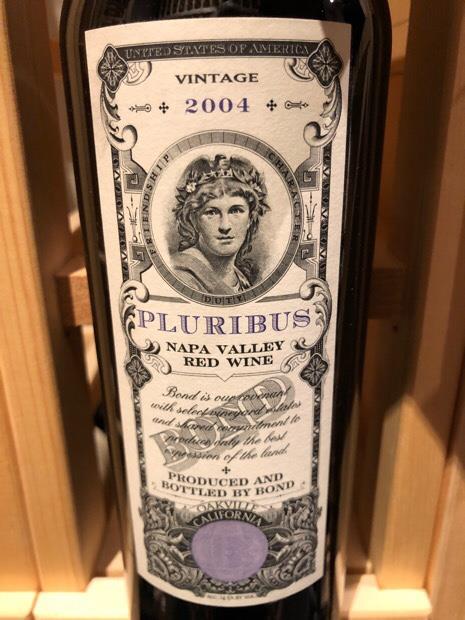 UNITED STATES OF AMERICA
VINTAGE
2004
FRIENDSHIP
CHARACTER
DUTY
PLURIBUS
NAPA VALLEY
RED WINE
BOND
Bond is our covenant
with select vineyard estates
and shared commitment to
produce only the best
expression of the land.
PRODUCED AND
BOTTLED BY BOND
OAKVILLE
CALIFORNIA